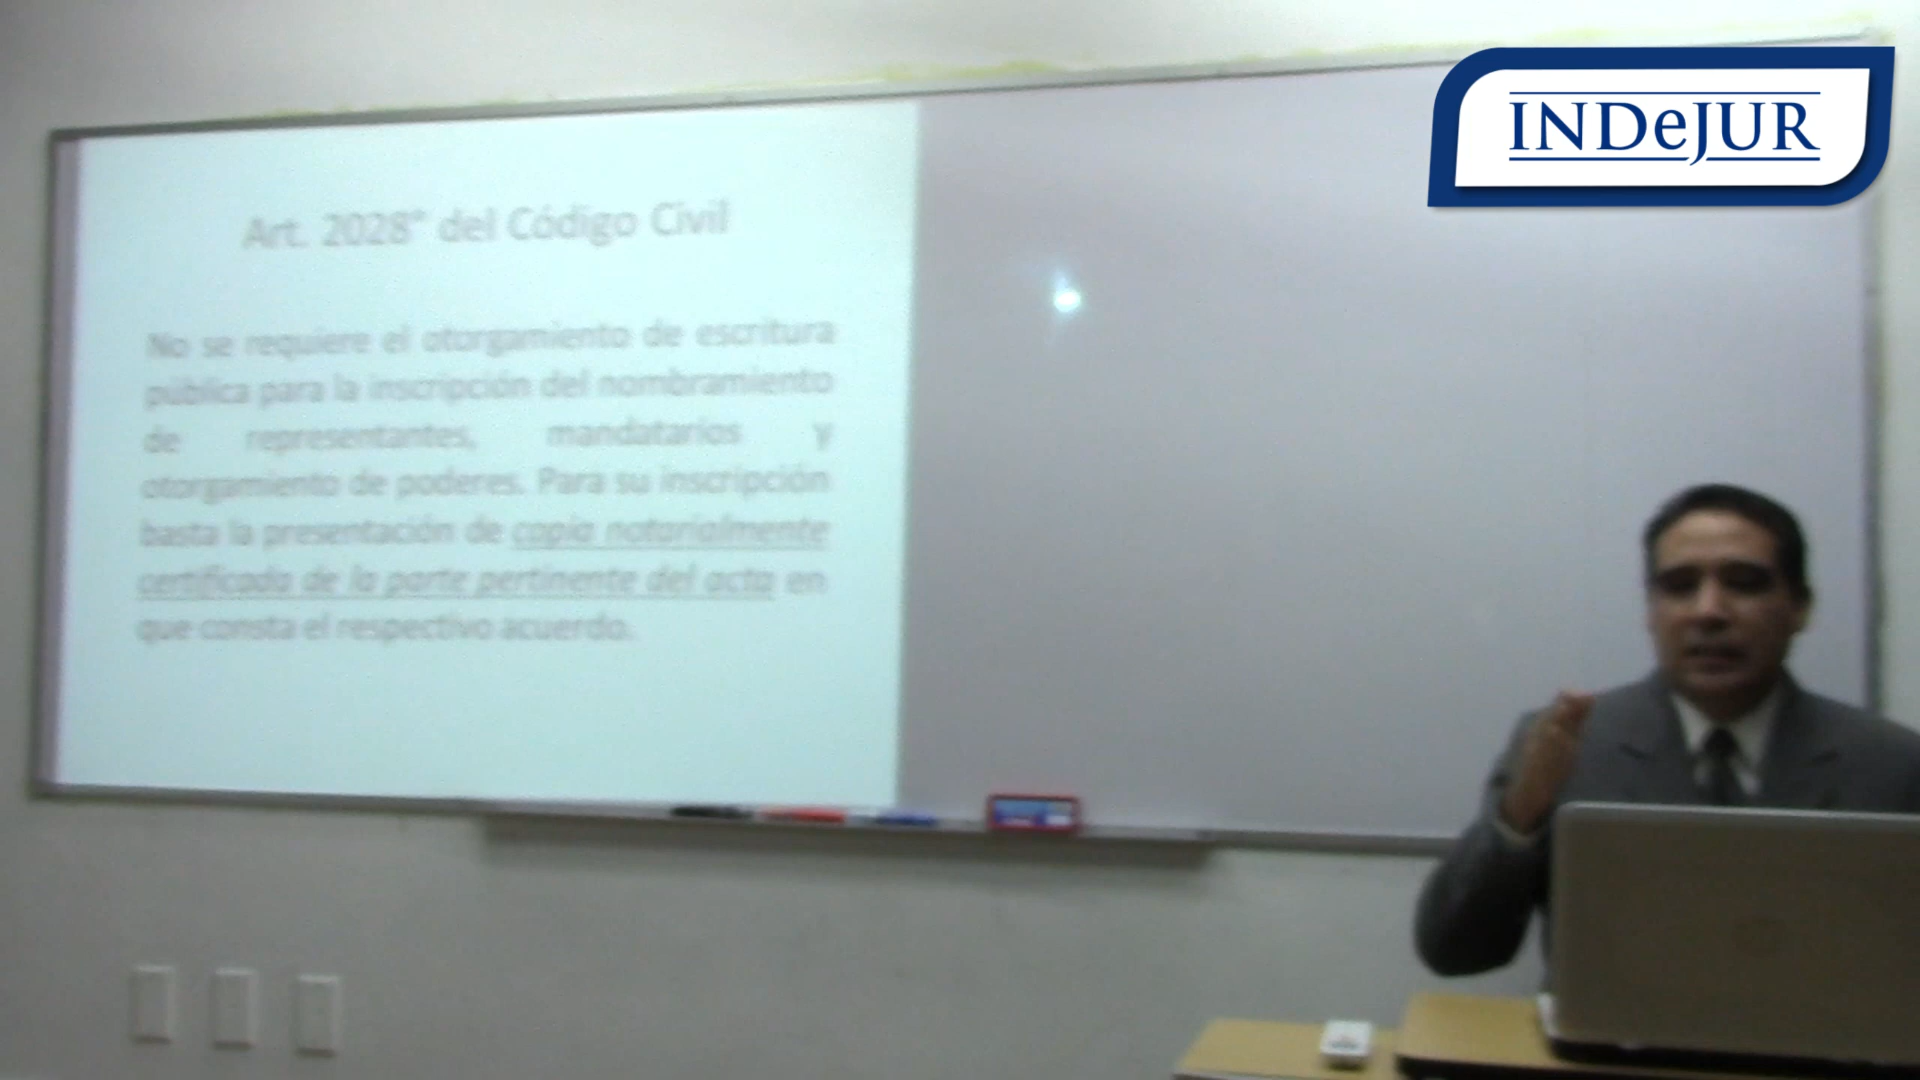 INDeJUR
Art. 2028° del Código Civil
No se requiere el otorgamiento de escritura
pública para la inscripción del nombramiento
de representantes, mandatarios y
otorgamiento de poderes. Para su inscripción
basta la presentación de copia notarialmente
certificada de la parte pertinente del acta en
que consta el respectivo acuerdo.